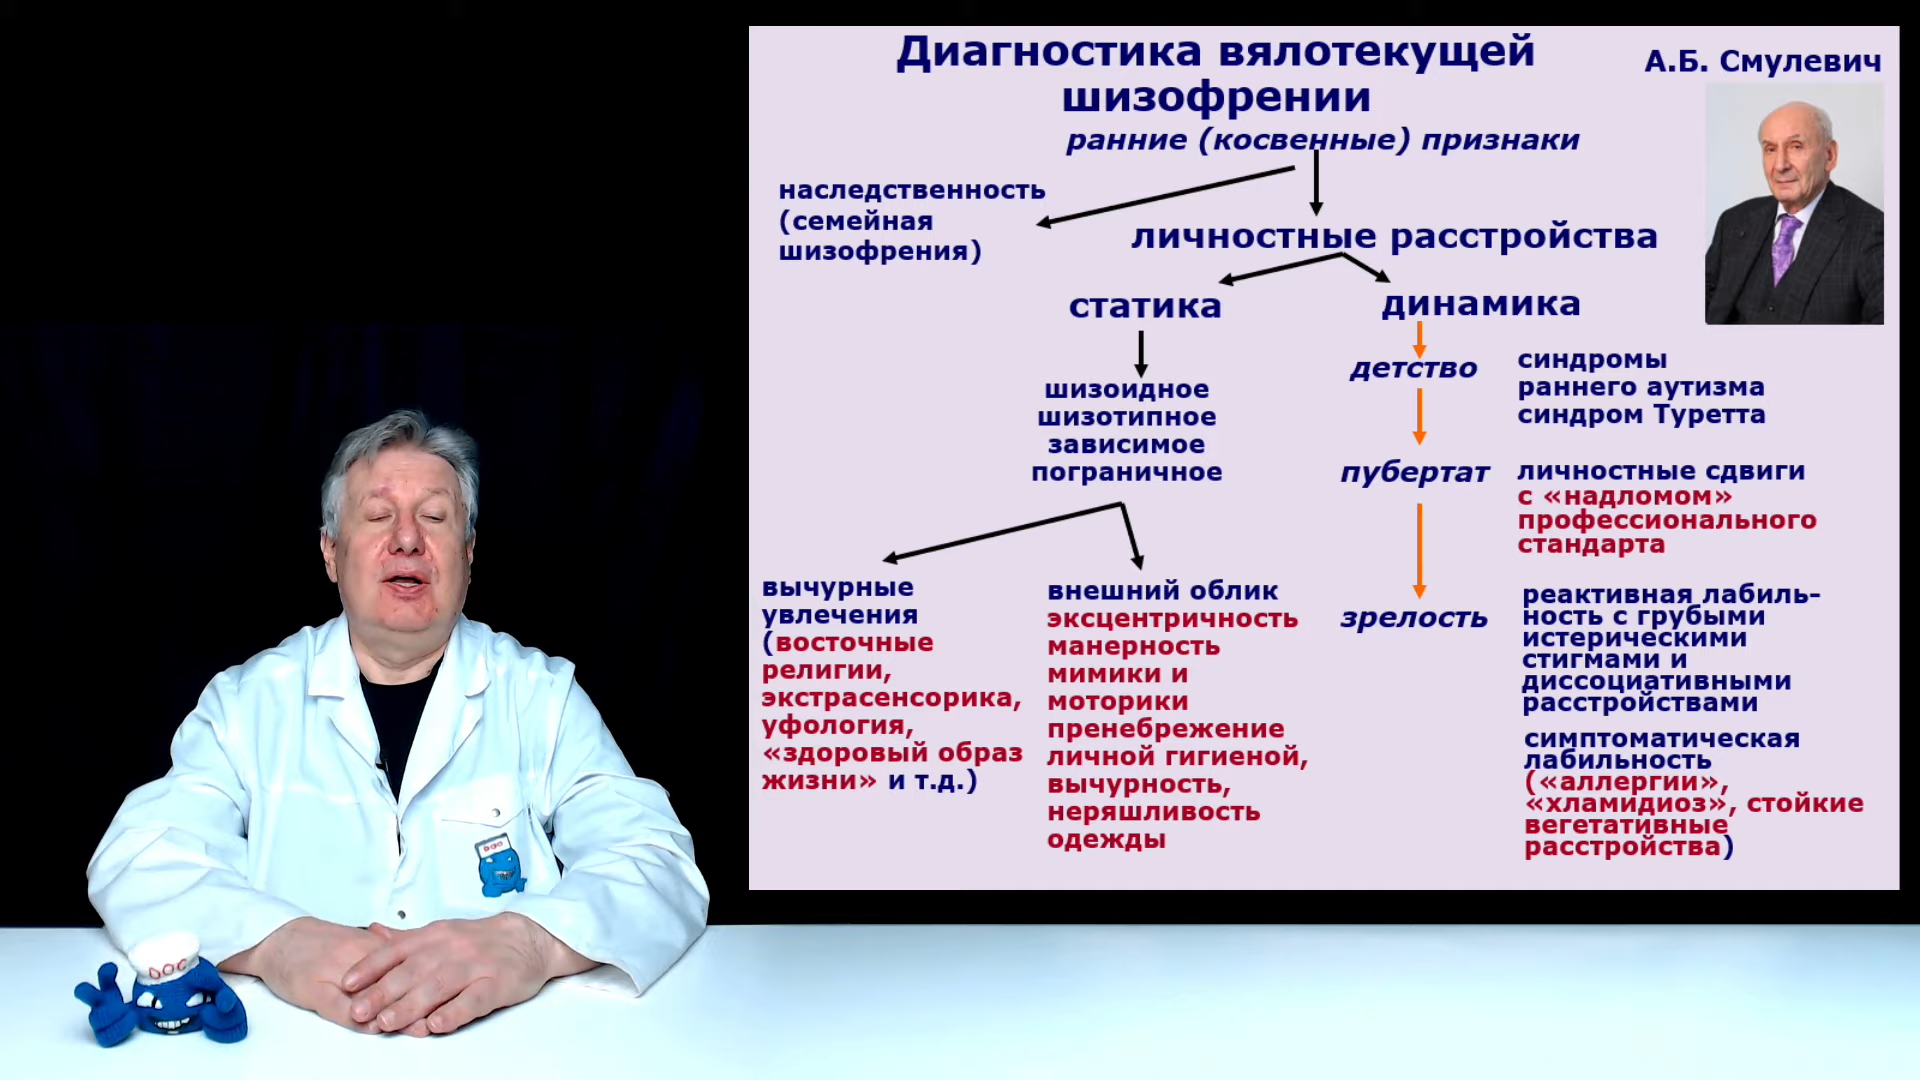 Диагностика вялотекущей
шизофрении
А.Б. Смулевич
ранние (косвенные) признаки
наследственность
(семейная
шизофрения)
личностные расстройства
статика
динамика
шизоидное
шизотипное
зависимое
пограничное
вычурные
увлечения
(восточные
религии,
экстрасенсорика,
уфология,
«здоровый образ
жизни» и т.д.)
внешний облик
эксцентричность
манерность
мимики и
моторики
пренебрежение
личной гигиеной,
вычурность,
неряшливость
одежды
детство
синдромы
раннего аутизма
синдром Туретта
пубертат
личностные сдвиги
с «надломом»
профессионального
стандарта
зрелость
реактивная лабиль-
ность с грубыми
истерическими
стигмами и
диссоциативными
расстройствами
симптоматическая
лабильность
(«аллергии»,
«хламидиоз», стойкие
вегетативные
расстройства)
DOC
DOC